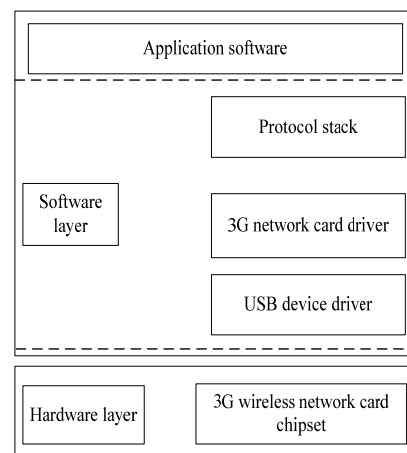 Application software
Protocol stack
Software
layer
3G network card driver
USB device driver
Hardware layer
3G wireless network card
chipset